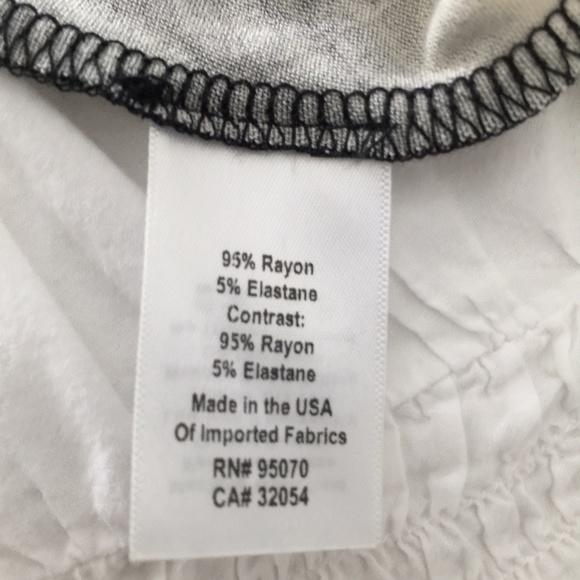 95% Rayon
5% Elastane
Contrast:
95% Rayon
5% Elastane
Made in the USA
Of Imported Fabrics
RN# 95070
CA# 32054